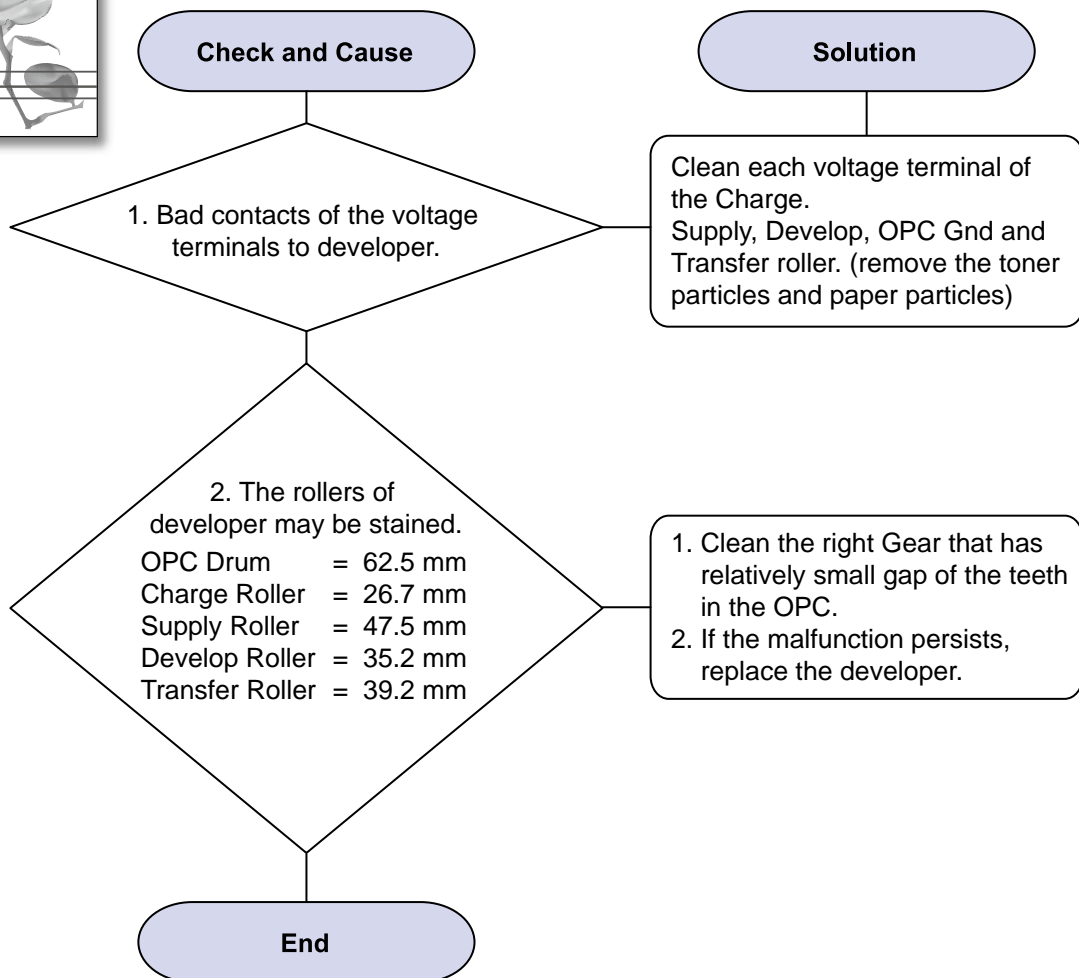 Check and Cause
Solution
1. Bad contacts of the voltage
terminals to developer.
Clean each voltage terminal of
the Charge.
Supply, Develop, OPC Gnd and
Transfer roller. (remove the toner
particles and paper particles)
2. The rollers of
developer may be stained.
OPC Drum = 62.5 mm
Charge Roller = 26.7 mm
Supply Roller = 47.5 mm
Develop Roller = 35.2 mm
Transfer Roller = 39.2 mm
1. Clean the right Gear that has
relatively small gap of the teeth
in the OPC.
2. If the malfunction persists,
replace the developer.
End